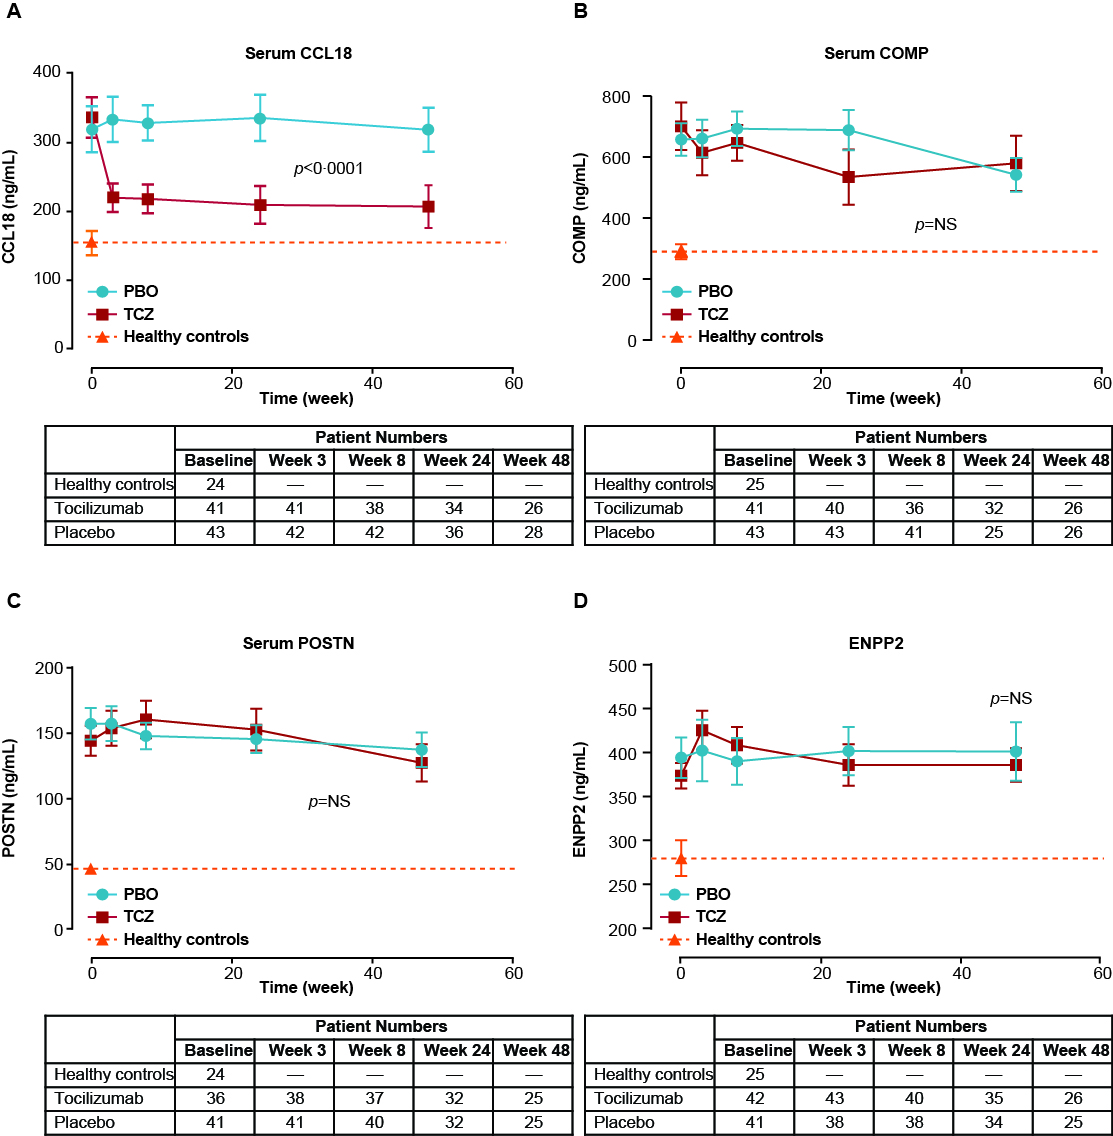 A
Serum CCL18
CCL18 (ng/mL)
400
300
200
100
0
p<0·0001
PBO
TCZ
Healthy controls
0 20 40 60
Time (week)
Patient Numbers
Baseline Week 3 Week 8 Week 24 Week 48
Healthy controls 24 — — — —
Tocilizumab 41 41 38 34 26
Placebo 43 42 42 36 28
B
Serum COMP
COMP (ng/mL)
800
600
400
200
0
p=NS
PBO
TCZ
Healthy controls
0 20 40 60
Time (week)
Patient Numbers
Baseline Week 3 Week 8 Week 24 Week 48
Healthy controls 25 — — — —
Tocilizumab 41 40 36 32 26
Placebo 43 43 41 25 26
C
Serum POSTN
POSTN (ng/mL)
200
150
100
50
0
p=NS
PBO
TCZ
Healthy controls
0 20 40 60
Time (week)
Patient Numbers
Baseline Week 3 Week 8 Week 24 Week 48
Healthy controls 24 — — — —
Tocilizumab 36 38 37 32 25
Placebo 41 41 40 32 25
D
ENPP2
ENPP2 (ng/mL)
500
450
400
350
300
250
200
p=NS
PBO
TCZ
Healthy controls
0 20 40 60
Time (week)
Patient Numbers
Baseline Week 3 Week 8 Week 24 Week 48
Healthy controls 25 — — — —
Tocilizumab 42 43 40 35 26
Placebo 41 38 38 34 25